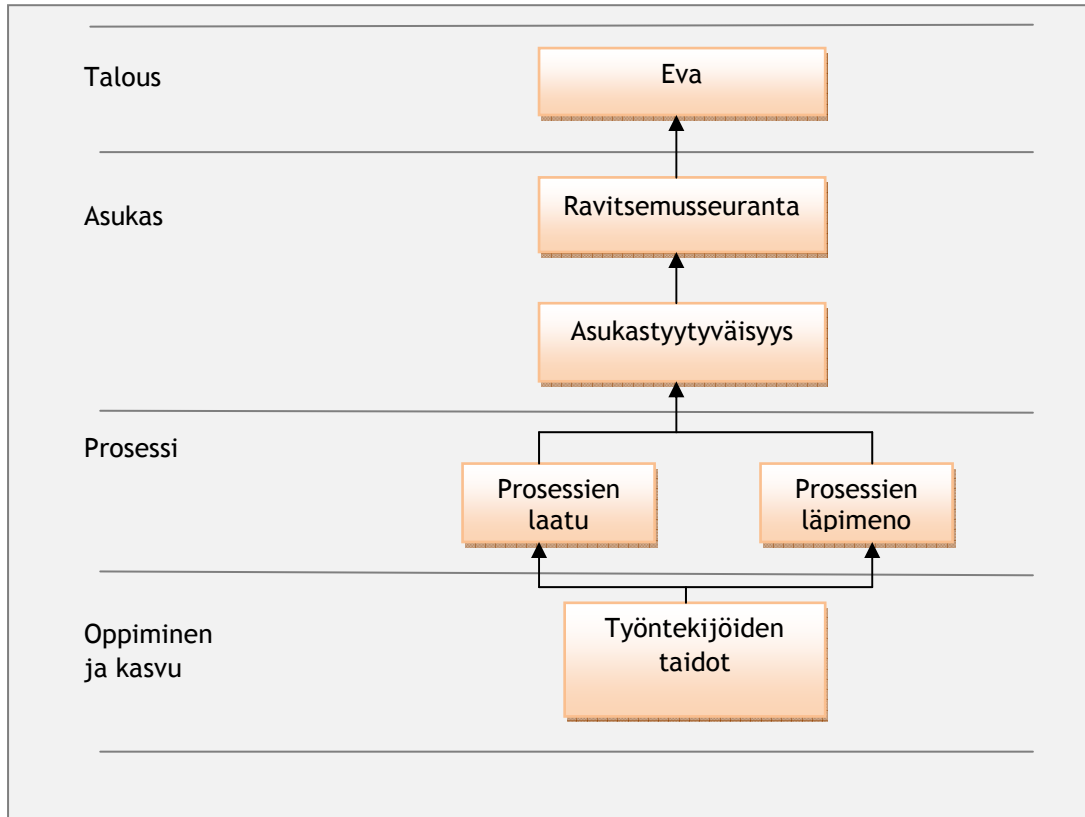 Talous
Eva
Asukas
Ravitsemusseuranta
Asukastyytyväisyys
Prosessi
Prosessien
laatu
Prosessien
läpimeno
Oppiminen
ja kasvu
Työntekijöiden
taidot